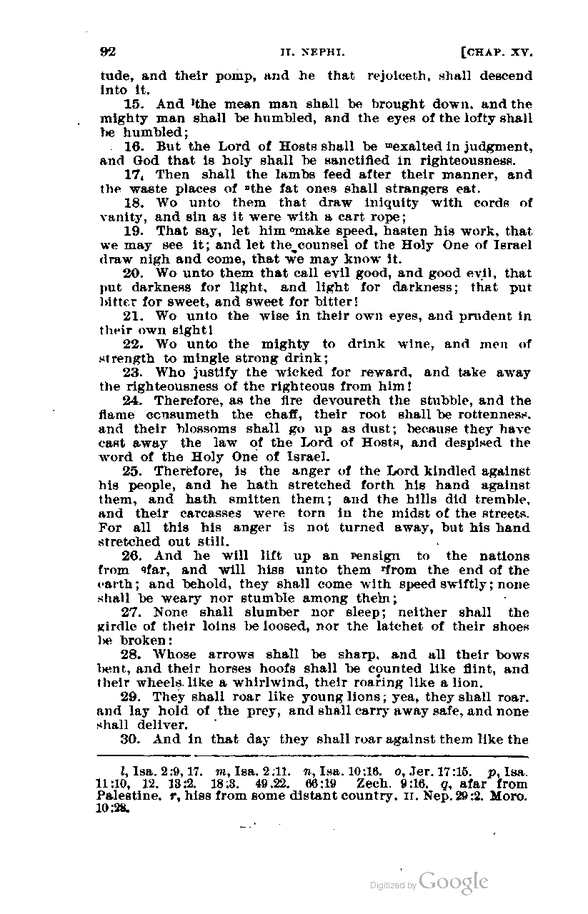 92 II. NEPHI. [CHAP. XV.
tude, and their pomp, and he that rejoiceth, shall descend
into it.
15. And lthe mean man shall be brought down, and the
mighty man shall be humbled, and the eyes of the lofty shall
be humbled;
16. But the Lord of Hosts shall be mexalted in judgment,
and God that is holy shall be sanctified in righteousness.
17. Then shall the lambs feed after their manner, and
the waste places of nthe fat ones shall strangers eat.
18. Wo unto them that draw iniquity with cords of
vanity, and sin as it were with a cart rope;
19. That say, let him omake speed, hasten his work, that
we may see it; and let the counsel of the Holy One of Israel
draw nigh and come, that we may know it.
20. Wo unto them that call evil good, and good evil, that
put darkness for light, and light for darkness; that put
bitter for sweet, and sweet for bitter!
21. Wo unto the wise in their own eyes, and prudent in
their own sight!
22. Wo unto the mighty to drink wine, and men of
strength to mingle strong drink;
23. Who justify the wicked for reward, and take away
the righteousness of the righteous from him!
24. Therefore, as the fire devoureth the stubble, and the
flame consumeth the chaff, their root shall be rottenness,
and their blossoms shall go up as dust; because they have
cast away the law of the Lord of Hosts, and despised the
word of the Holy One of Israel.
25. Therefore, is the anger of the Lord kindled against
his people, and he hath stretched forth his hand against
them, and hath smitten them; and the hills did tremble,
and their carcasses were torn in the midst of the streets.
For all this his anger is not turned away, but his hand
stretched out still.
26. And he will lift up an pensign to the nations
from qfar, and will hiss unto them rfrom the end of the
earth; and behold, they shall come with speed swiftly; none
shall be weary nor stumble among them;
27. None shall slumber nor sleep; neither shall the
girdle of their loins be loosed, nor the latchet of their shoes
be broken:
28. Whose arrows shall be sharp, and all their bows
bent, and their horses hoofs shall be counted like flint, and
their wheels like a whirlwind, their roaring like a lion.
29. They shall roar like young lions; yea, they shall roar,
and lay hold of the prey, and shall carry away safe, and none
shall deliver.
30. And in that day they shall roar against them like the
l, Isa. 2:9, 17. m, Isa. 2:11. n, Isa. 10:16. o, Jer. 17:15. p, Isa.
11:10, 12. 13:2. 18:3. 49.22. 66:19 Zech. 9:16. q, afar from
Palestine. r, hiss from some distant country. II. Nep. 29:2. Moro.
10:28.
Digitized by Google